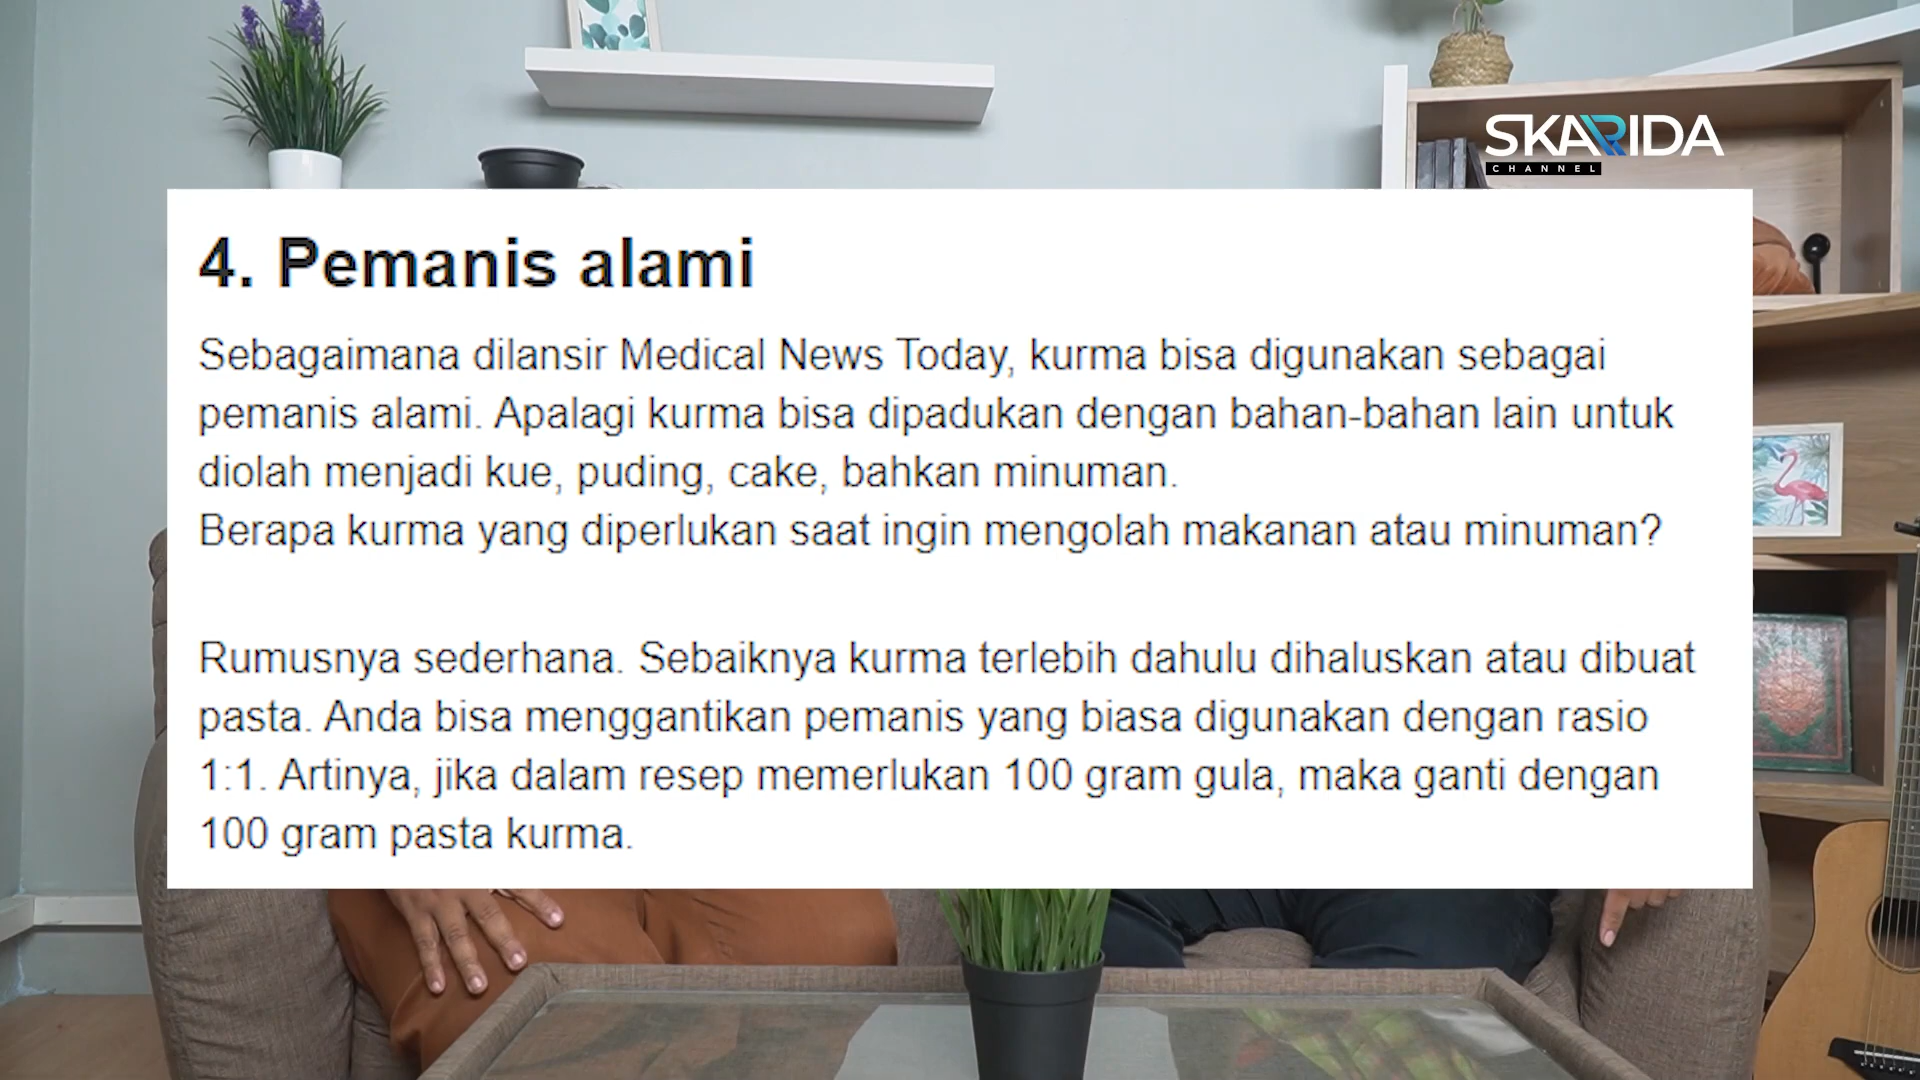 SKARIDA
CHANNEL
4. Pemanis alami
Sebagaimana dilansir Medical News Today, kurma bisa digunakan sebagai
pemanis alami. Apalagi kurma bisa dipadukan dengan bahan-bahan lain untuk
diolah menjadi kue, puding, cake, bahkan minuman.
Berapa kurma yang diperlukan saat ingin mengolah makanan atau minuman?
Rumusnya sederhana. Sebaiknya kurma terlebih dahulu dihaluskan atau dibuat
pasta. Anda bisa menggantikan pemanis yang biasa digunakan dengan rasio
1:1. Artinya, jika dalam resep memerlukan 100 gram gula, maka ganti dengan
100 gram pasta kurma.